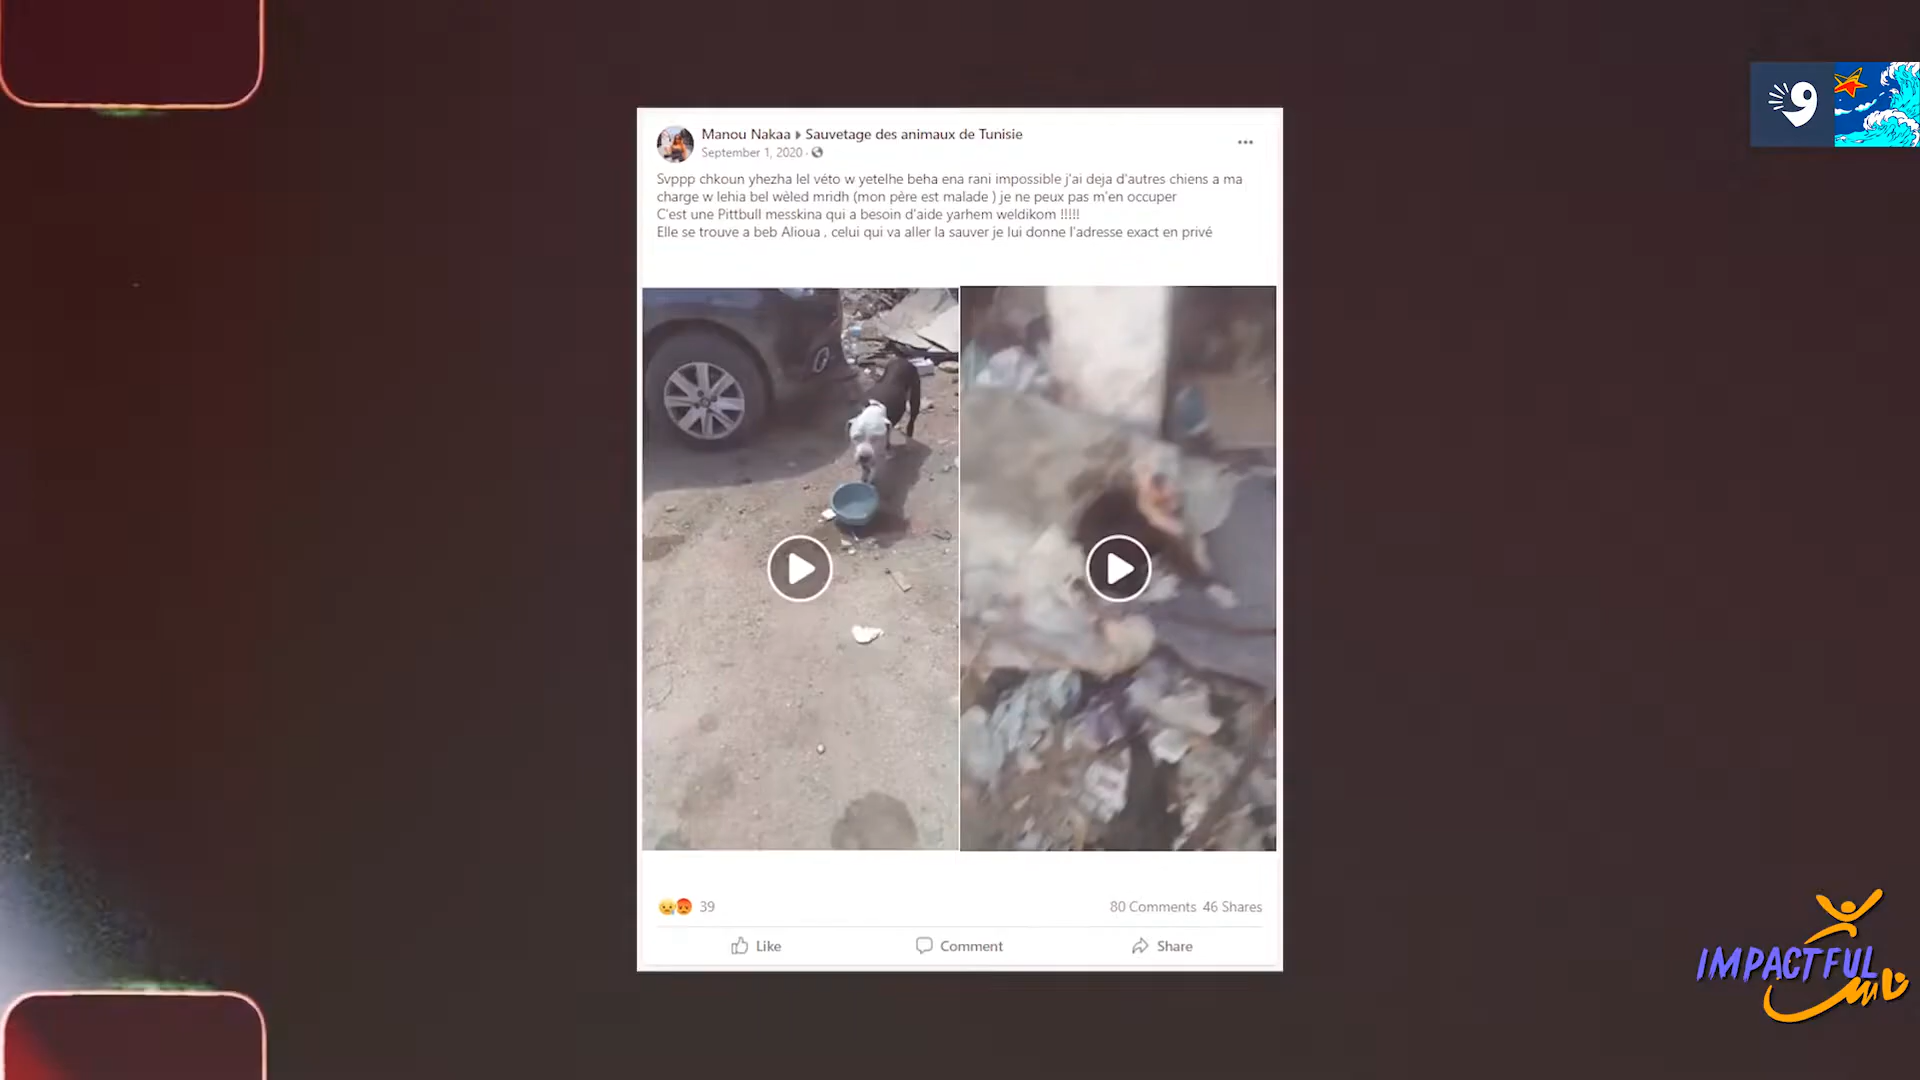 Manou Nakaa ▸ Sauvetage des animaux de Tunisie
September 1, 2020 ·
Svppp chkoun yhezha lel véto w yetelhe beha ena rani impossible j'ai deja d'autres chiens a ma
charge w lehia bel wèled mridh (mon père est malade ) je ne peux pas m'en occuper
C'est une Pittbull messkina qui a besoin d'aide yarhem weldikom !!!!!
Elle se trouve a beb Alioua , celui qui va aller la sauver je lui donne l'adresse exact en privé
39
80 Comments 46 Shares
Like
Comment
Share
9
IMPACTFUL